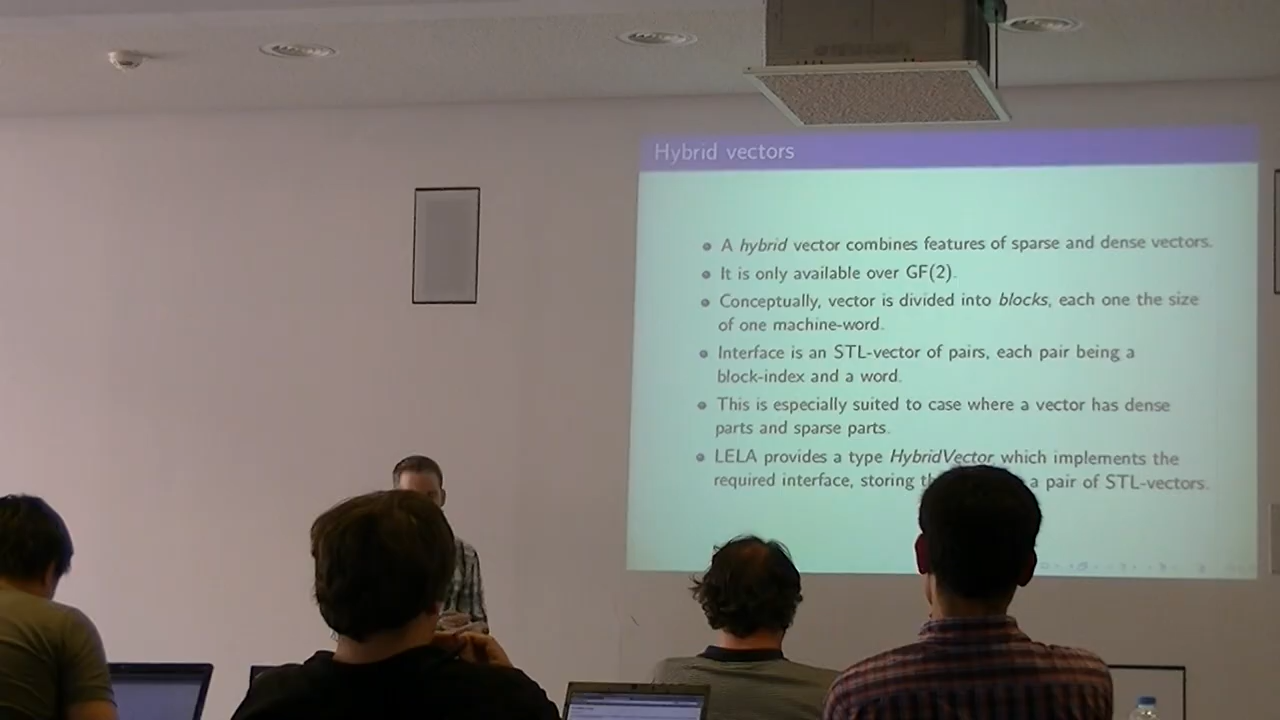 Hybrid vectors
A hybrid vector combines features of sparse and dense vectors.
It is only available over GF(2).
Conceptually, vector is divided into blocks, each one the size
of one machine-word.
Interface is an STL-vector of pairs, each pair being a
block-index and a word.
This is especially suited to case where a vector has dense
parts and sparse parts.
LELA provides a type HybridVector which implements the
required interface, storing a pair of STL-vectors.